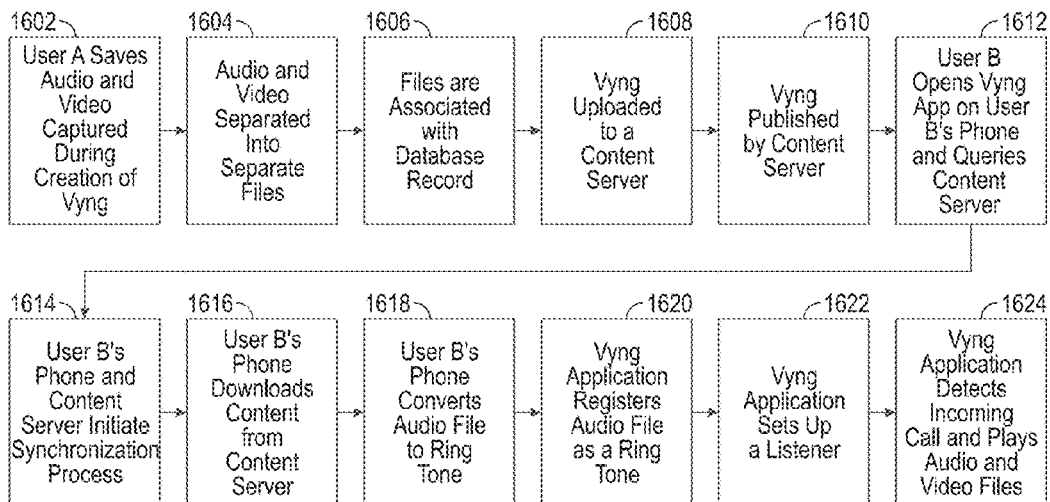 1602
User A Saves
Audio and
Video
Captured
During
Creation of
Vyng
1604
Audio and
Video
Separated
Into
Separate
Files
1606
Files are
Associated
with
Database
Record
1608
Vyng
Uploaded
to a
Content
Server
1610
Vyng
Published
by Content
Server
1612
User B
Opens Vyng
App on User
B's Phone
and Queries
Content
Server
1614
User B's
Phone and
Content
Server Initiate
Synchronization
Process
1616
User B's
Phone
Downloads
Content
from
Content
Server
1618
User B's
Phone
Converts
Audio File
to Ring
Tone
1620
Vyng
Application
Registers
Audio File
as a Ring
Tone
1622
Vyng
Application
Sets Up
a Listener
1624
Vyng
Application
Detects
Incoming
Call and Plays
Audio and
Video Files